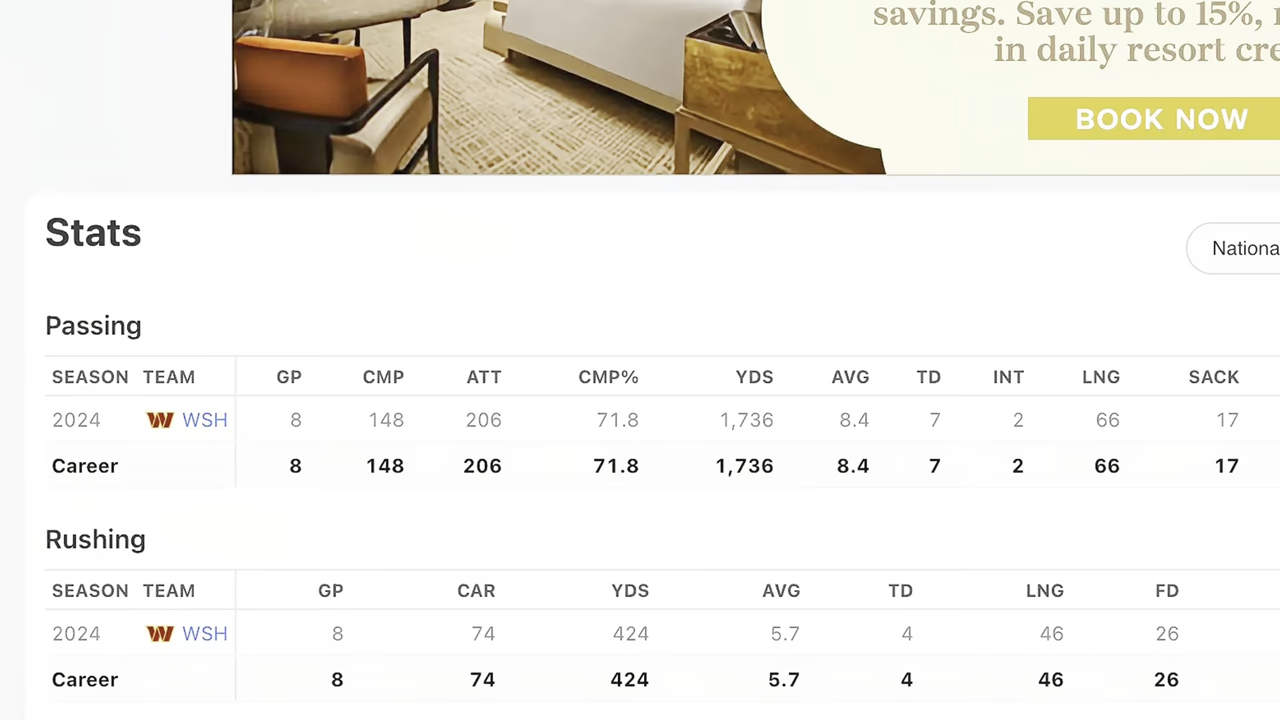 savings. Save up to 15%,
in daily resort cre
BOOK NOW
Stats
Nationa
Passing
SEASON TEAM GP CMP ATT CMP% YDS AVG TD INT LNG SACK
2024 WSH 8 148 206 71.8 1,736 8.4 7 2 66 17
Career 8 148 206 71.8 1,736 8.4 7 2 66 17
Rushing
SEASON TEAM GP CAR YDS AVG TD LNG FD
2024 WSH 8 74 424 5.7 4 46 26
Career 8 74 424 5.7 4 46 26